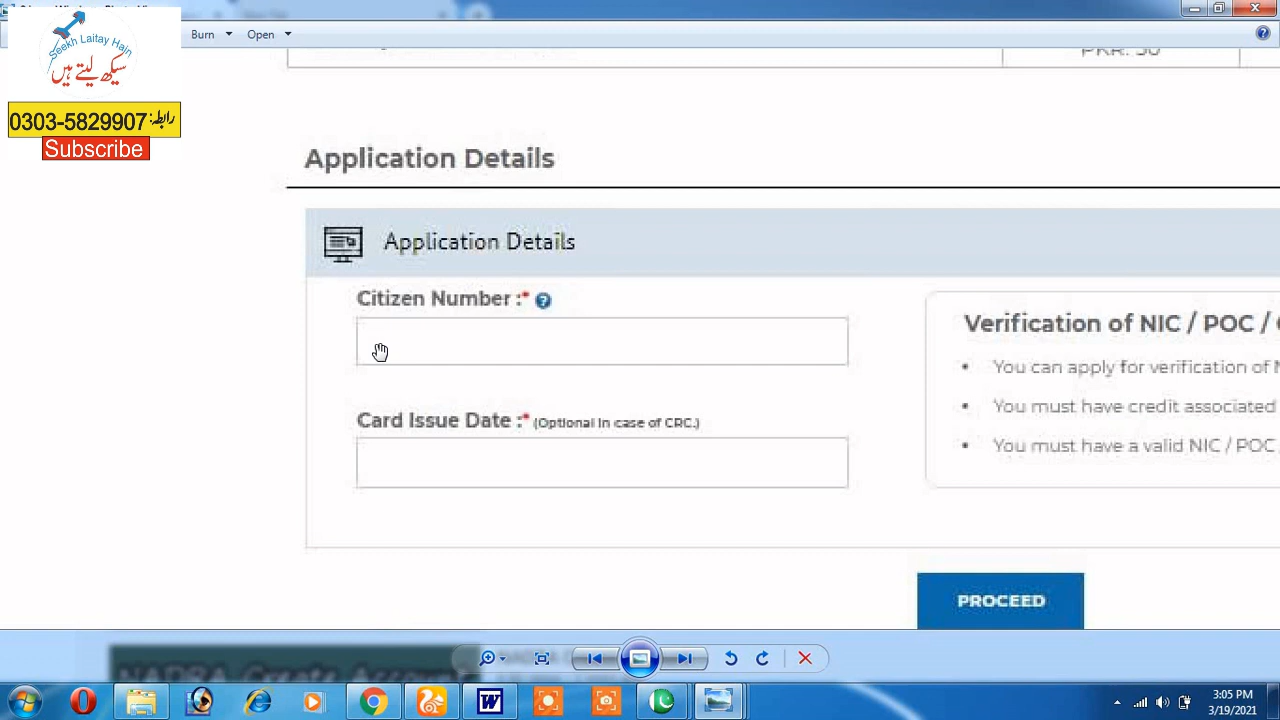 Burn
Open
Seekh Laitay Hain
سیکھ لیتے ہیں
0303-5829907 رابطہ:
Subscribe
PKR. 50
Application Details
Application Details
Citizen Number :* ?
Card Issue Date :* (Optional in case of CRC.)
Verification of NIC / POC /
You can apply for verification of
You must have credit associated
You must have a valid NIC / POC
PROCEED
3:05 PM
3/19/2021